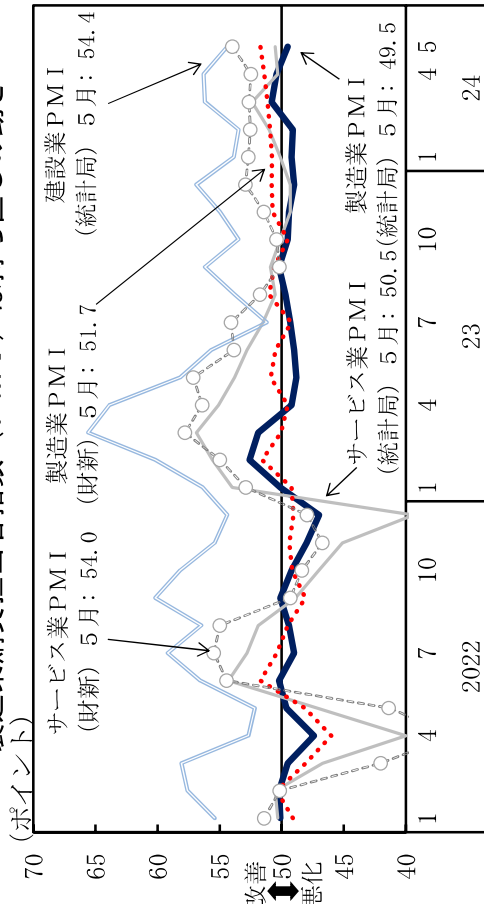 (ポイント)
70
65
60
55
50
45
40
改善
悪化
建設業PMI
(統計局) 5月: 54.4
製造業PMI
(財新) 5月: 51.7
サービス業PMI
(財新) 5月: 54.0
製造業PMI
(統計局) 5月: 49.5
サービス業PMI
(統計局) 5月: 50.5
1 4 7 10 1 4 7 10 1 4 5
2022 23 24